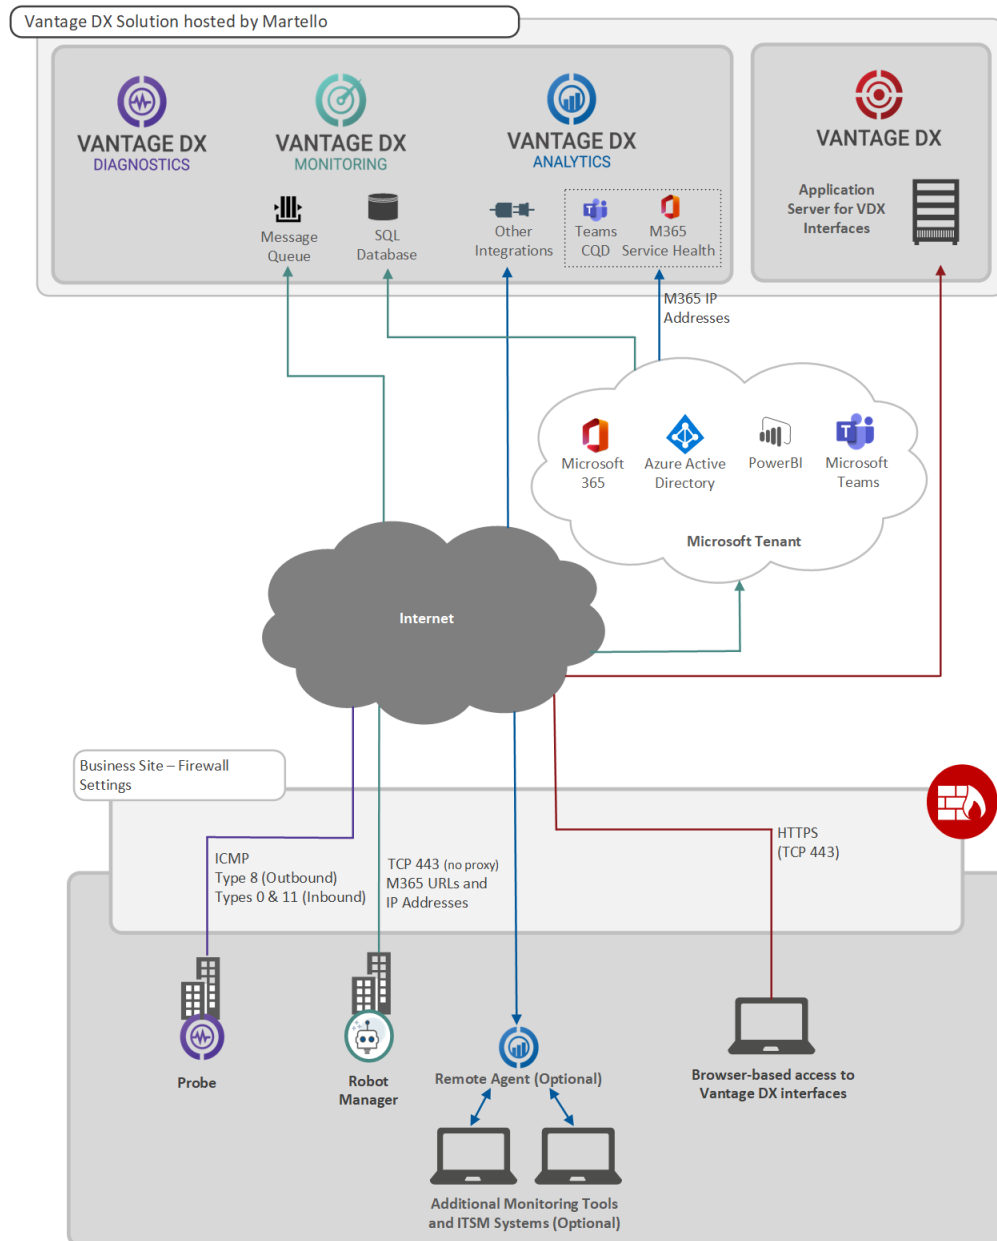 Vantage DX Solution hosted by Martello
VANTAGE DX
DIAGNOSTICS
VANTAGE DX
MONITORING
VANTAGE DX
ANALYTICS
VANTAGE DX
Message
Queue
SQL
Database
Other
Integrations
Teams
CQD
M365
Service Health
Application
Server for VDX
Interfaces
M365 IP
Addresses
Microsoft
365
Azure Active
Directory
PowerBI
Microsoft
Teams
Microsoft Tenant
Internet
Business Site – Firewall
Settings
ICMP
Type 8 (Outbound)
Types 0 & 11 (Inbound)
TCP 443 (no proxy)
M365 URLs and
IP Addresses
HTTPS
(TCP 443)
Probe
Robot
Manager
Remote Agent (Optional)
Browser-based access to
Vantage DX interfaces
Additional Monitoring Tools
and ITSM Systems (Optional)